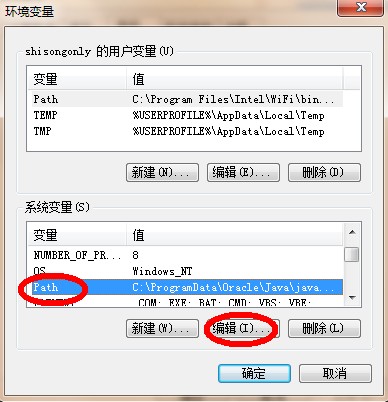 环境变量
shisongonly 的用户变量(U)
变量 值
Path C:\Program Files\Intel\WiFi\bin...
TEMP %USERPROFILE%\AppData\Local\Temp
TMP %USERPROFILE%\AppData\Local\Temp
新建(N)... 编辑(E)... 删除(D)
系统变量(S)
变量 值
NUMBER_OF_PR... 8
OS Windows_NT
Path C:\ProgramData\Oracle\Java\java...
.COM;.EXE;.BAT;.CMD;.VBS;.VBE;
新建(W)... 编辑(I)... 删除(L)
确定 取消